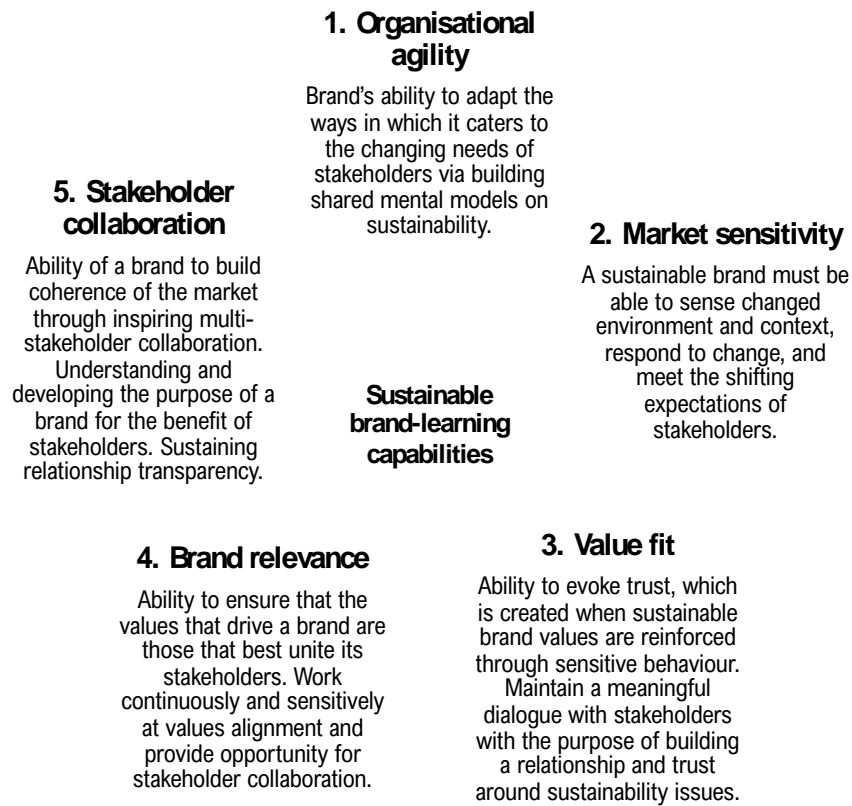 1. Organisational
agility
Brand’s ability to adapt the
ways in which it caters to
the changing needs of
stakeholders via building
shared mental models on
sustainability.
2. Market sensitivity
A sustainable brand must be
able to sense changed
environment and context,
respond to change, and
meet the shifting
expectations of
stakeholders.
3. Value fit
Ability to evoke trust, which
is created when sustainable
brand values are reinforced
through sensitive behaviour.
Maintain a meaningful
dialogue with stakeholders
with the purpose of building
a relationship and trust
around sustainability issues.
4. Brand relevance
Ability to ensure that the
values that drive a brand are
those that best unite its
stakeholders. Work
continuously and sensitively
at values alignment and
provide opportunity for
stakeholder collaboration.
5. Stakeholder
collaboration
Ability of a brand to build
coherence of the market
through inspiring multi-
stakeholder collaboration.
Understanding and
developing the purpose of a
brand for the benefit of
stakeholders. Sustaining
relationship transparency.
Sustainable
brand-learning
capabilities